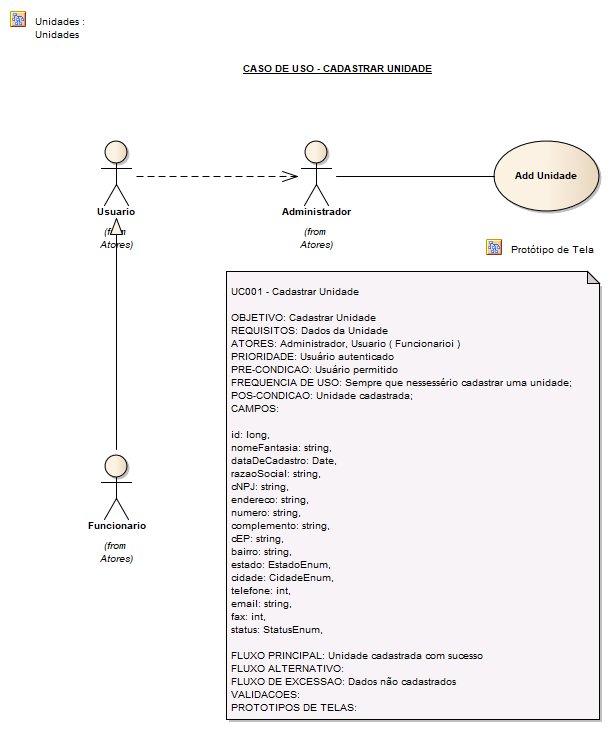 Unidades :
Unidades
CASO DE USO - CADASTRAR UNIDADE
Usuario
(from
Atores)
Administrador
(from
Atores)
Add Unidade
Protótipo de Tela
UC001 - Cadastrar Unidade
OBJETIVO: Cadastrar Unidade
REQUISITOS: Dados da Unidade
ATORES: Administrador, Usuario ( Funcionarioi )
PRIORIDADE: Usuário autenticado
PRE-CONDICAO: Usuário permitido
FREQUENCIA DE USO: Sempre que nessessério cadastrar uma unidade;
POS-CONDICAO: Unidade cadastrada;
CAMPOS:
id: long,
nomeFantasia: string,
dataDeCadastro: Date,
razaoSocial: string,
cNPJ: string,
endereco: string,
numero: string,
complemento: string,
cEP: string,
bairro: string,
estado: EstadoEnum,
cidade: CidadeEnum,
telefone: int,
email: string,
fax: int,
status: StatusEnum,
FLUXO PRINCIPAL: Unidade cadastrada com sucesso
FLUXO ALTERNATIVO:
FLUXO DE EXCESSAO: Dados não cadastrados
VALIDACOES:
PROTOTIPOS DE TELAS:
Funcionario
(from
Atores)